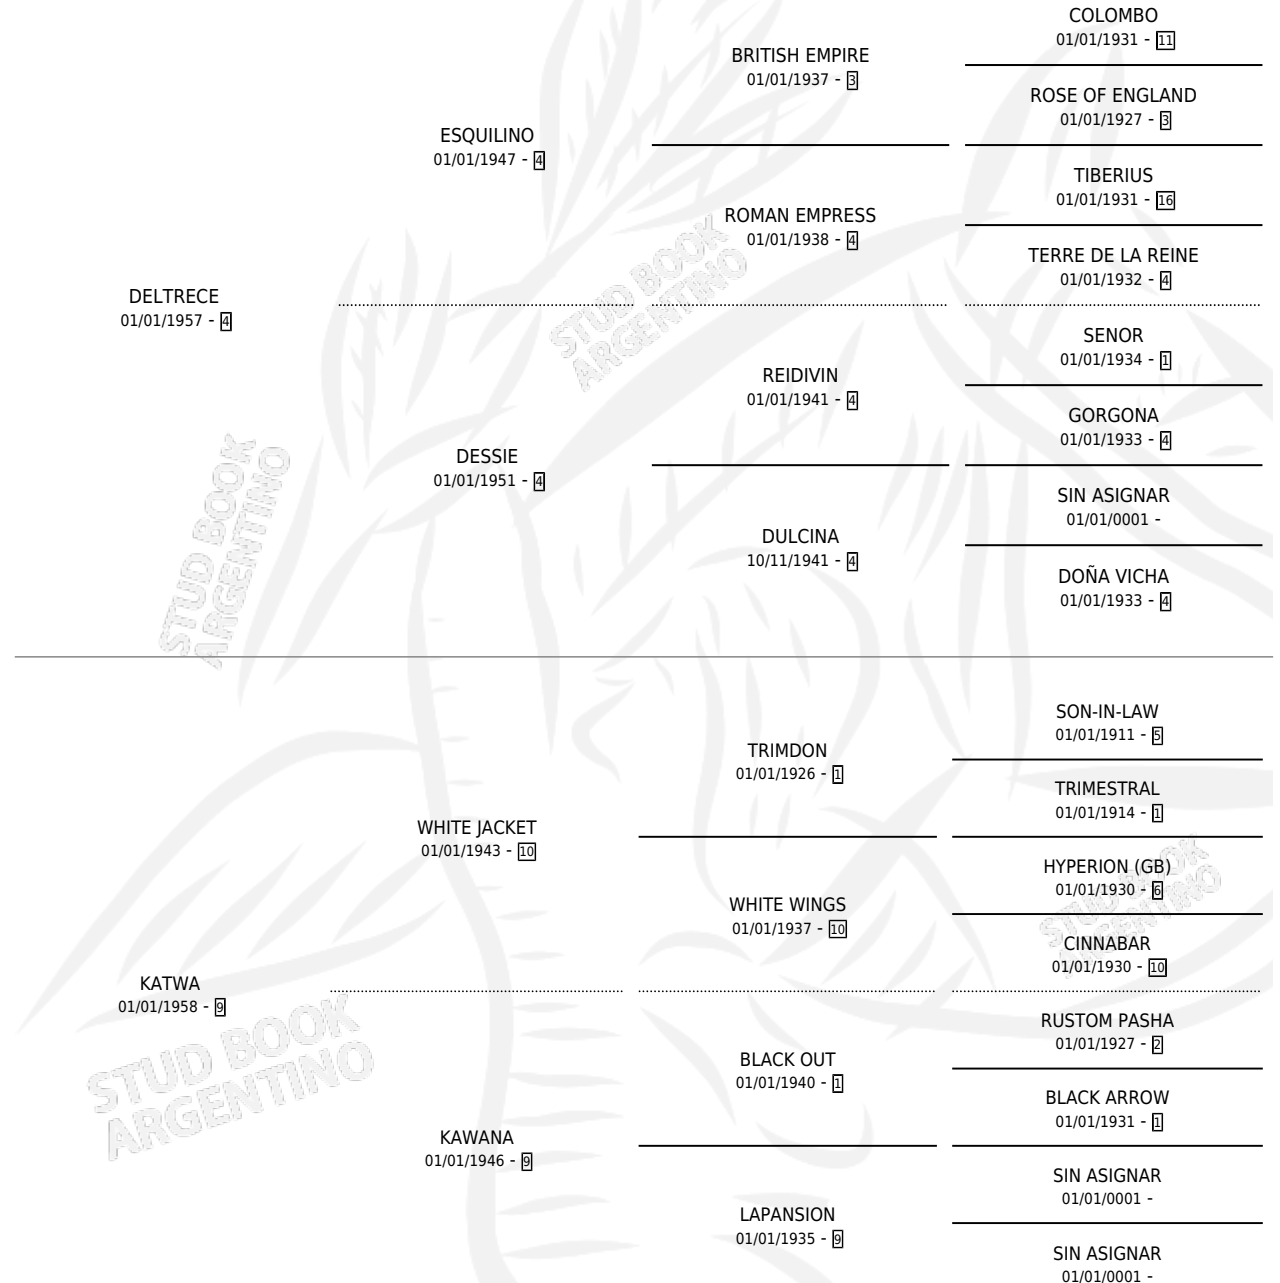 COLOMBO
01/01/1931 - 11
BRITISH EMPIRE
01/01/1937 - 3
ROSE OF ENGLAND
01/01/1927 - 3
ESQUILINO
01/01/1947 - 4
TIBERIUS
01/01/1931 - 16
ROMAN EMPRESS
01/01/1938 - 4
TERRE DE LA REINE
01/01/1932 - 4
DELTRECE
01/01/1957 - 4
SENOR
01/01/1934 - 1
REIDIVIN
01/01/1941 - 4
GORGONA
01/01/1933 - 4
DESSIE
01/01/1951 - 4
SIN ASIGNAR
01/01/0001 -
DULCINA
10/11/1941 - 4
DOÑA VICHA
01/01/1933 - 4
SON-IN-LAW
01/01/1911 - 5
TRIMDON
01/01/1926 - 1
TRIMESTRAL
01/01/1914 - 1
WHITE JACKET
01/01/1943 - 10
HYPERION (GB)
01/01/1930 - 6
WHITE WINGS
01/01/1937 - 10
CINNABAR
01/01/1930 - 10
KATWA
01/01/1958 - 9
RUSTOM PASHA
01/01/1927 - 2
BLACK OUT
01/01/1940 - 1
BLACK ARROW
01/01/1931 - 1
KAWANA
01/01/1946 - 9
SIN ASIGNAR
01/01/0001 -
LAPANSION
01/01/1935 - 9
SIN ASIGNAR
01/01/0001 -
STUD BOOK
ARGENTINO
STUD BOOK
ARGENTINO
STUD BOOK
ARGENTINO
STUD BOOK
ARGENTINO